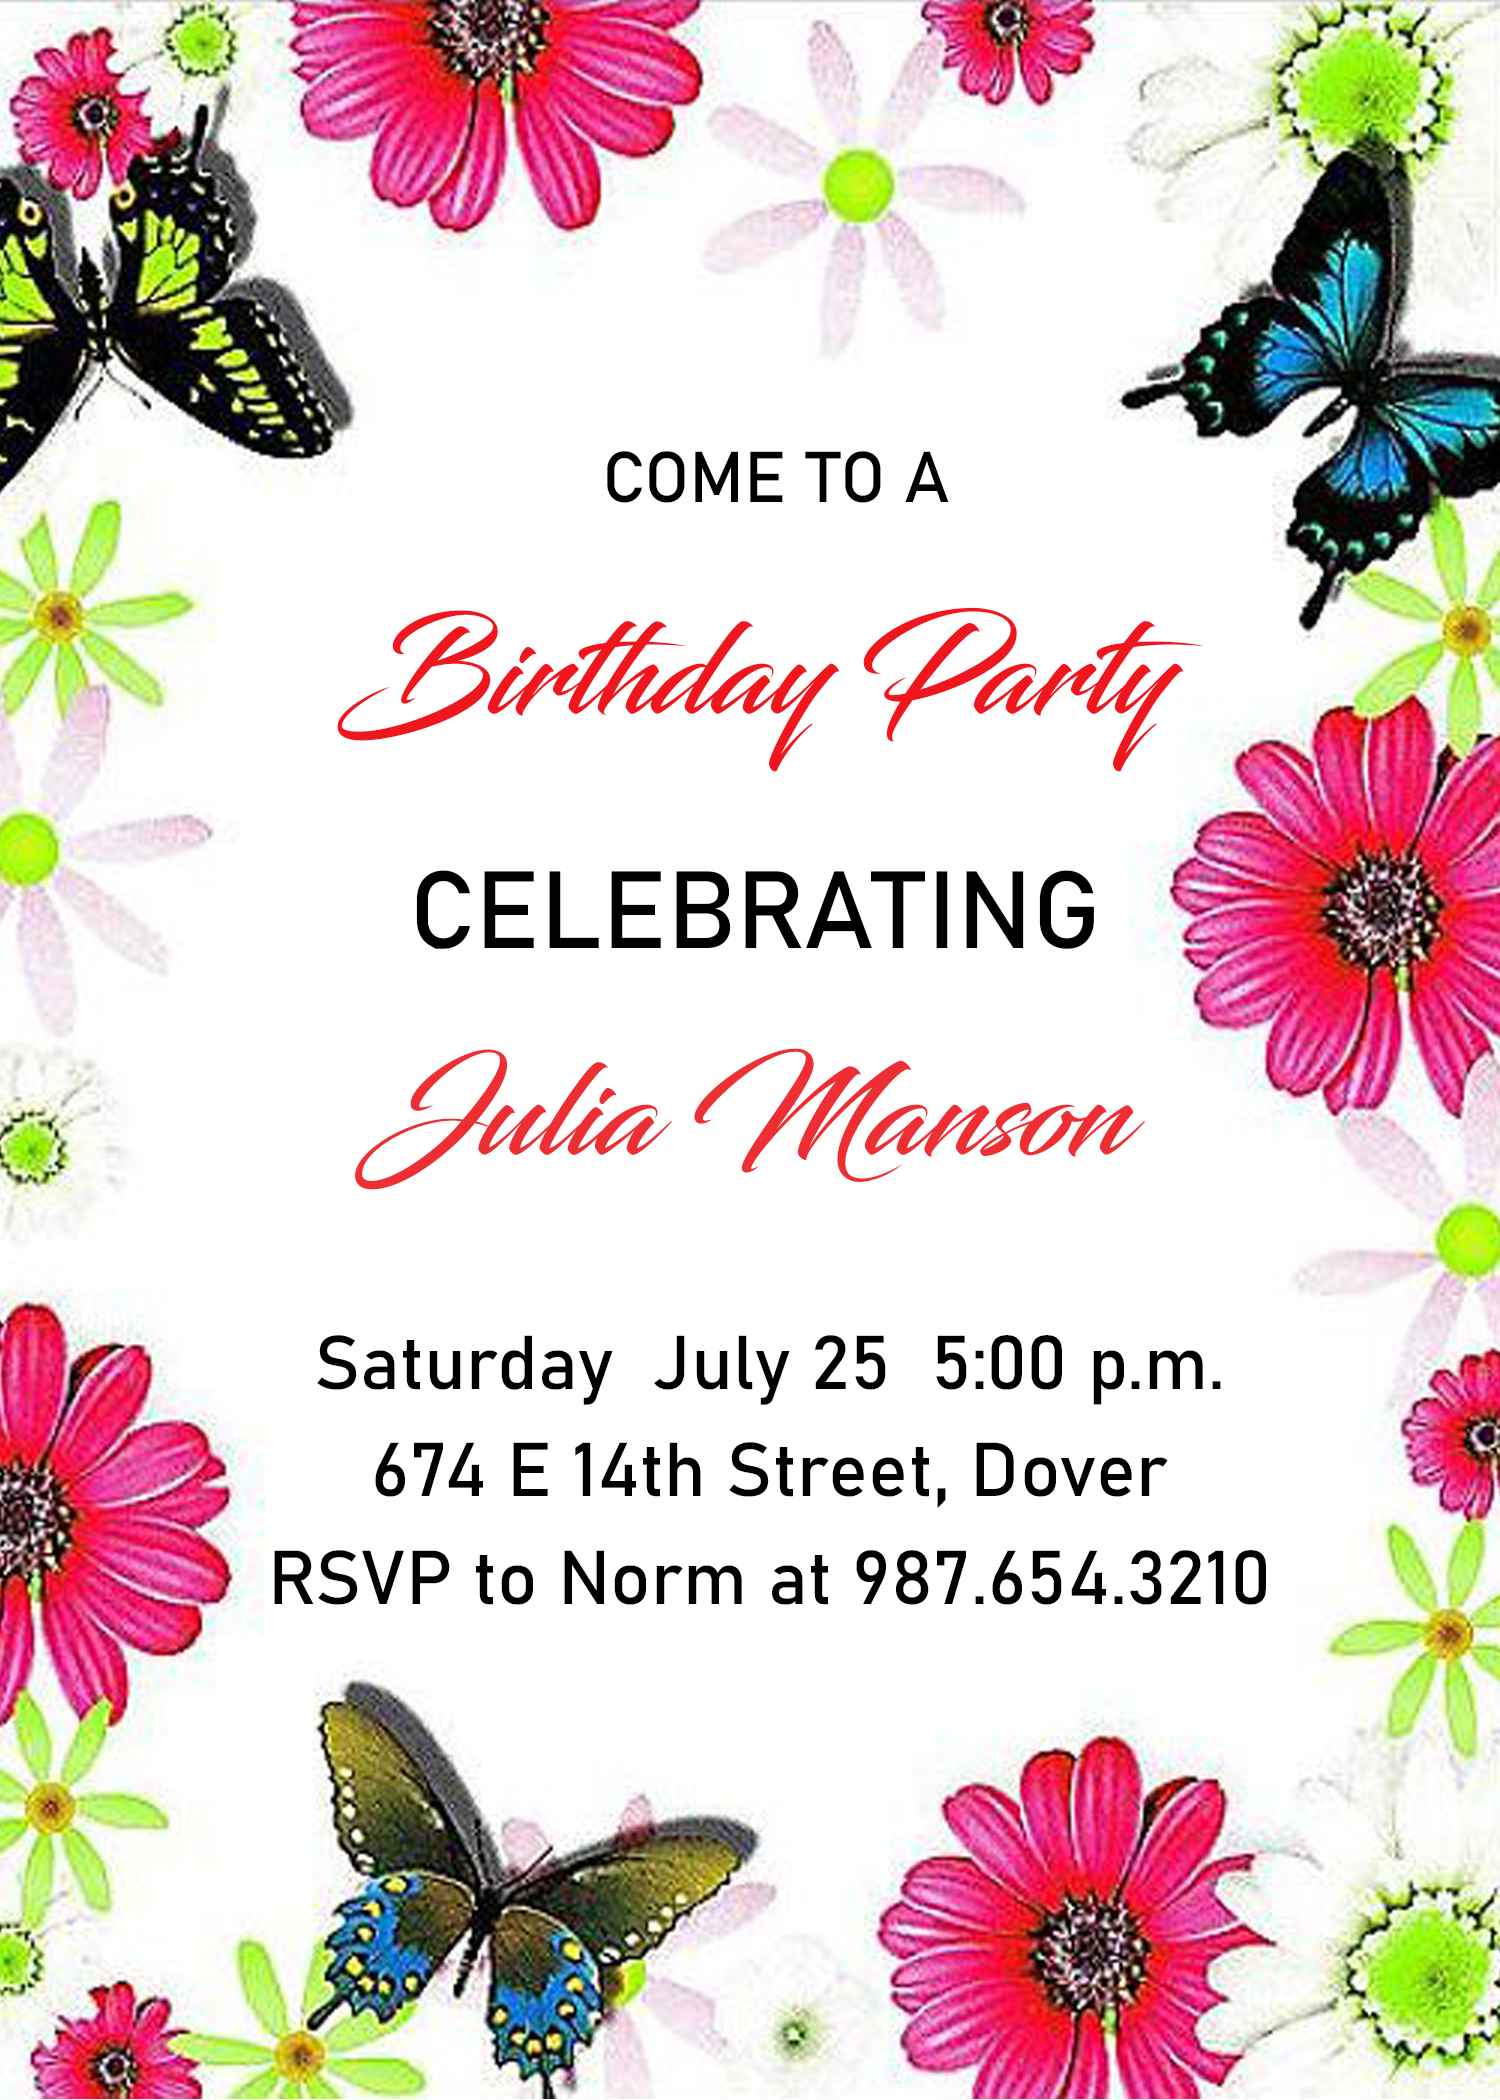 COME TO A
Birthday Party
CELEBRATING
Julia Manson
Saturday July 25 5:00 p.m.
674 E 14th Street, Dover
RSVP to Norm at 987.654.3210